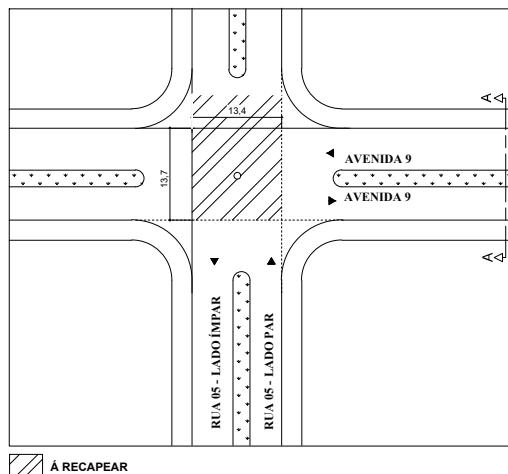 13,4
A
AVENIDA 9
13,7
AVENIDA 9
A
RUA 05 - LADO ÍMPAR
RUA 05 - LADO PAR
Á RECAPEAR